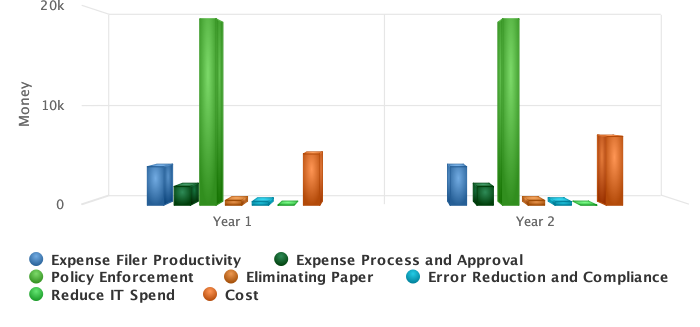 20k
10k
0
Money
Year 1 Year 2
Expense Filer Productivity Expense Process and Approval
Policy Enforcement Eliminating Paper Error Reduction and Compliance
Reduce IT Spend Cost